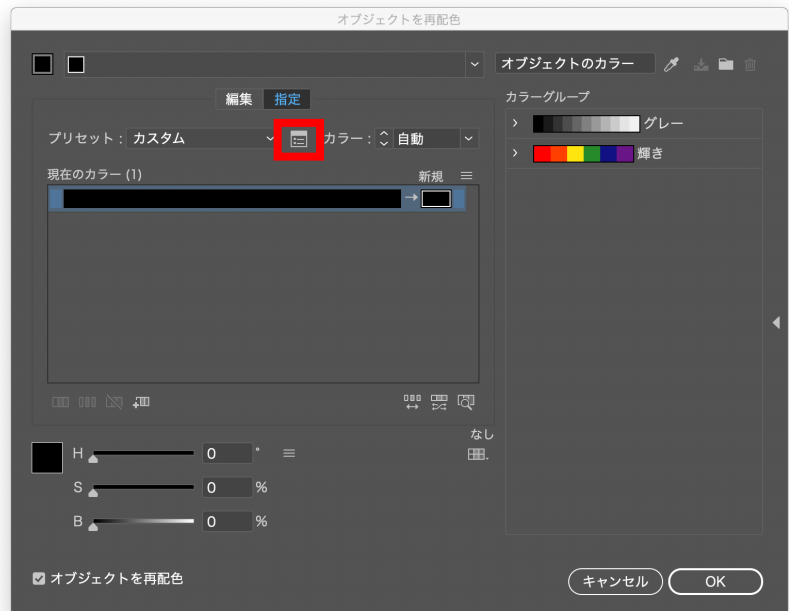 オブジェクトを再配色
オブジェクトのカラー
編集 指定
カラーグループ
プリセット：カスタム カラー： 自動
グレー
輝き
現在のカラー (1) 新規
なし
H 0 °
S 0 %
B 0 %
オブジェクトを再配色
キャンセル OK